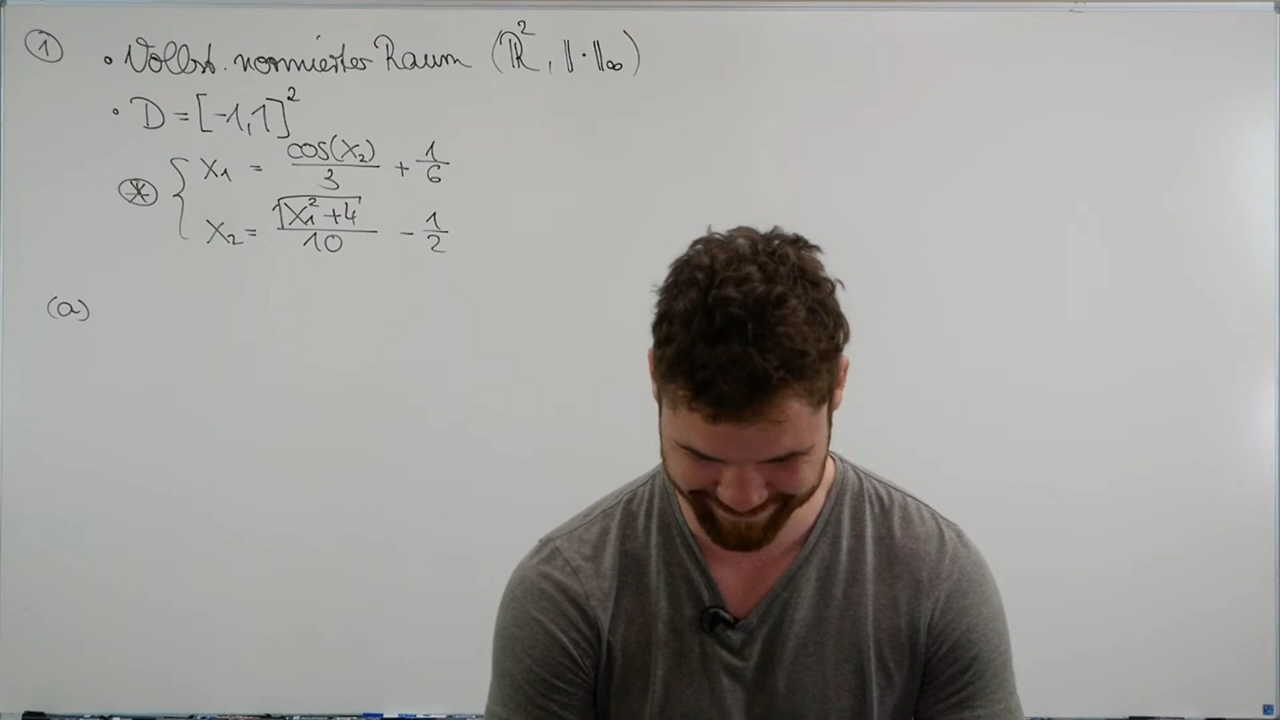 ① • Vollst. normierter Raum (ℝ², ‖·‖∞)
• D = [-1,1]²
⊛ { x₁ = cos(x₂)/3 + 1/6
x₂ = √(x₁²+4)/10 - 1/2
(a)